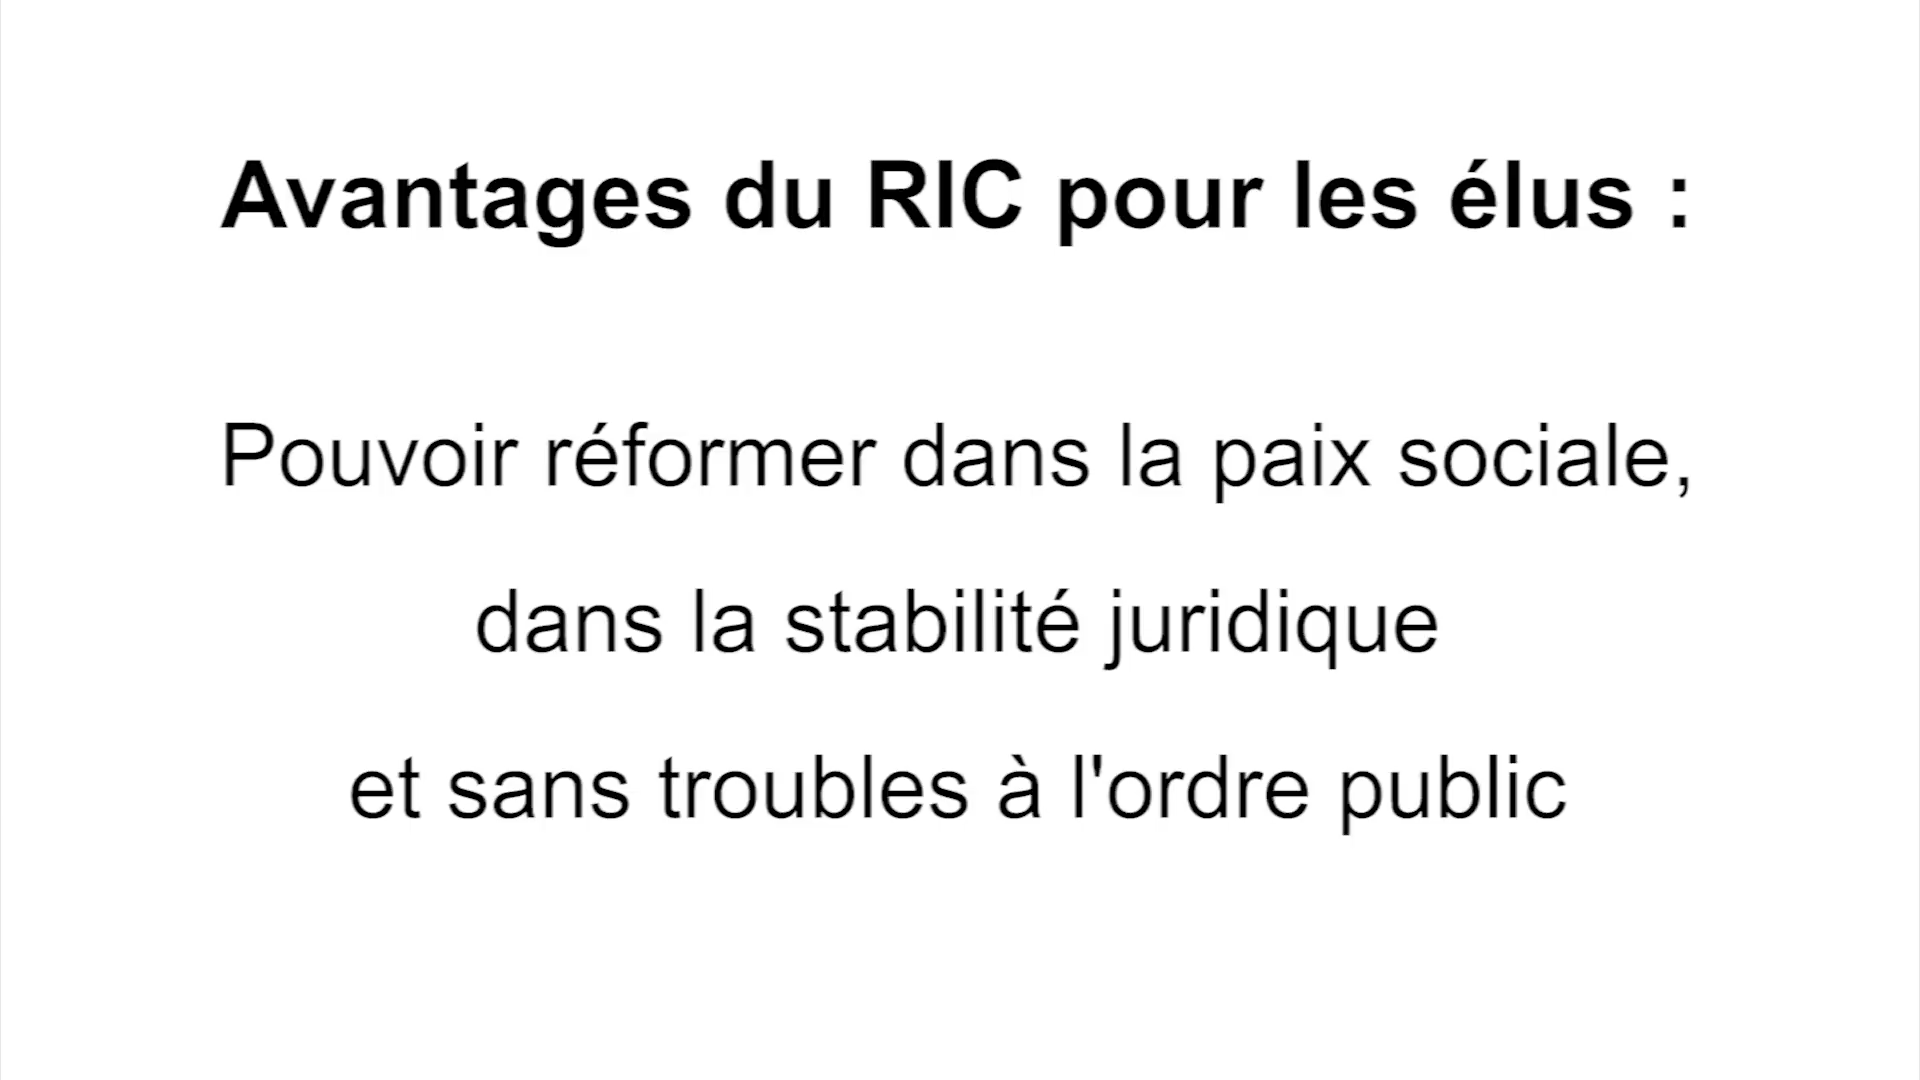 Avantages du RIC pour les élus :
Pouvoir réformer dans la paix sociale,
dans la stabilité juridique
et sans troubles à l'ordre public